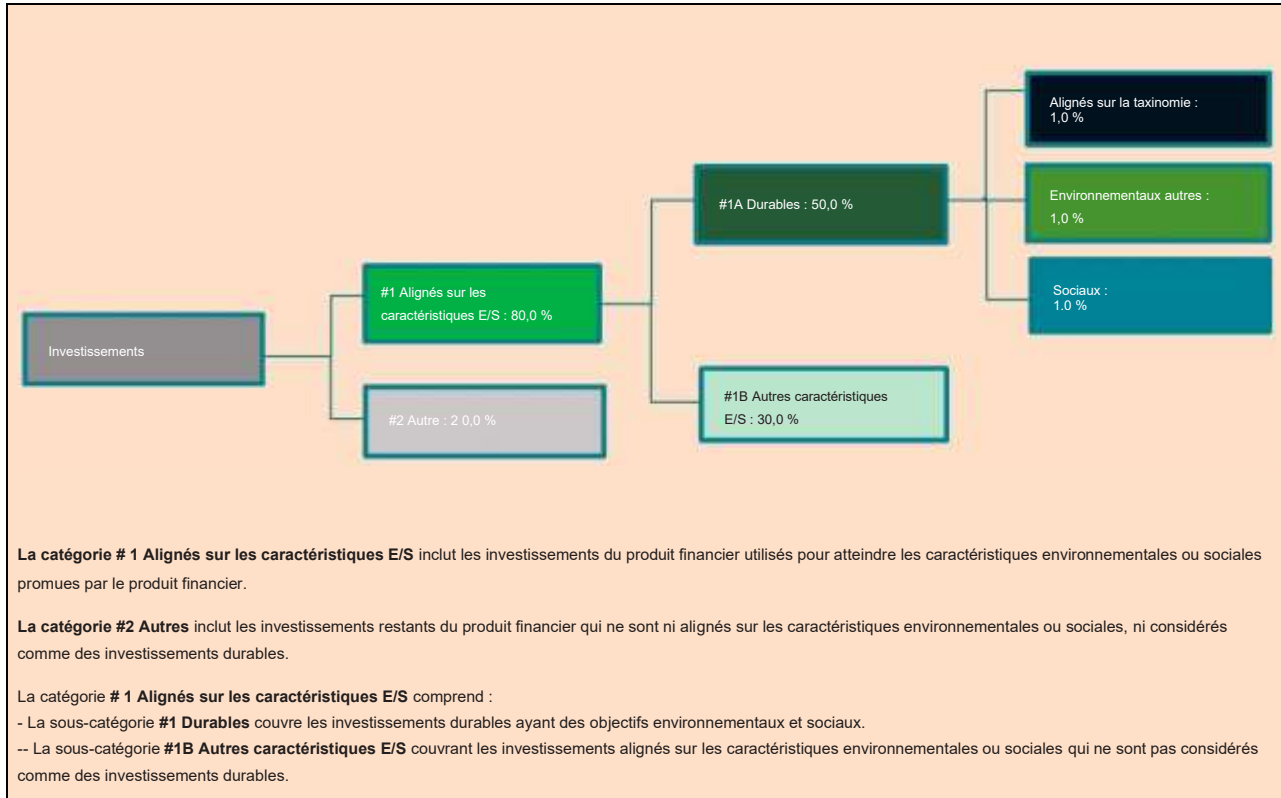 Alignés sur la taxinomie :
1,0 %
#1A Durables : 50,0 %
Environnementaux autres :
1,0 %
#1 Alignés sur les
caractéristiques E/S : 80,0 %
Sociaux :
1.0 %
Investissements
#2 Autre : 2 0,0 %
#1B Autres caractéristiques
E/S : 30,0 %
La catégorie # 1 Alignés sur les caractéristiques E/S inclut les investissements du produit financier utilisés pour atteindre les caractéristiques environnementales ou sociales
promues par le produit financier.
La catégorie #2 Autres inclut les investissements restants du produit financier qui ne sont ni alignés sur les caractéristiques environnementales ou sociales, ni considérés
comme des investissements durables.
La catégorie # 1 Alignés sur les caractéristiques E/S comprend :
- La sous-catégorie #1 Durables couvre les investissements durables ayant des objectifs environnementaux et sociaux.
-- La sous-catégorie #1B Autres caractéristiques E/S couvrant les investissements alignés sur les caractéristiques environnementales ou sociales qui ne sont pas considérés
comme des investissements durables.